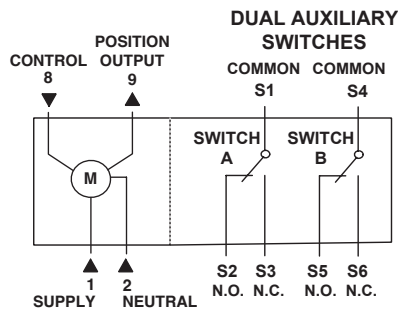 DUAL AUXILIARY
SWITCHES
POSITION
OUTPUT
9
CONTROL
8
COMMON
S1
COMMON
S4
M
SWITCH
A
SWITCH
B
1
SUPPLY
2
NEUTRAL
S2
N.O.
S3
N.C.
S5
N.O.
S6
N.C.